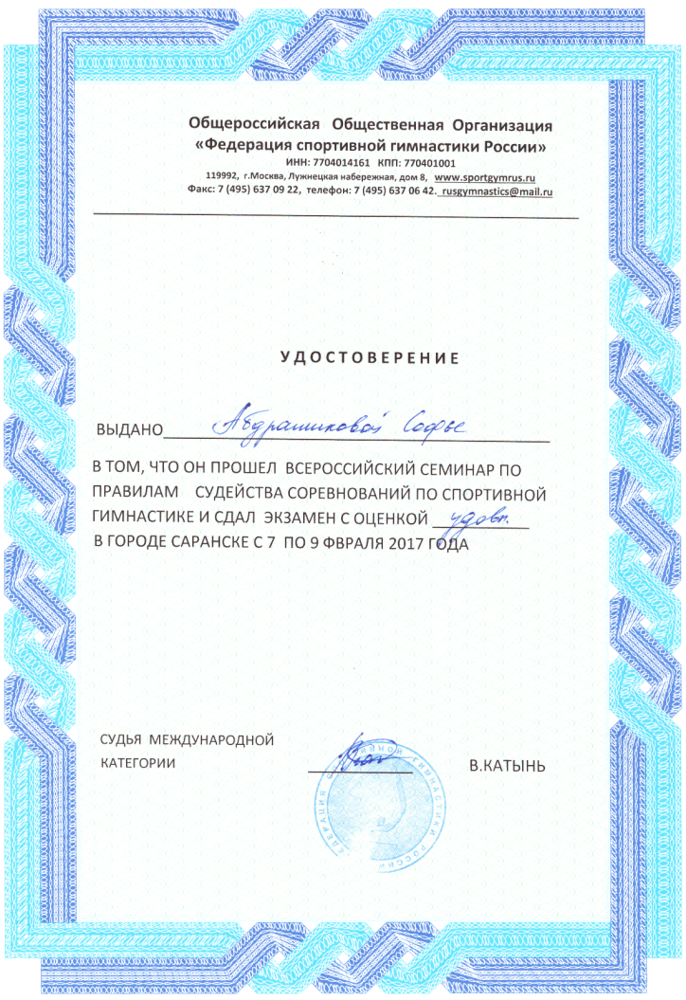 Общероссийская Общественная Организация
«Федерация спортивной гимнастики России»
ИНН: 7704014161 КПП: 770401001
119992, г.Москва, Лужнецкая набережная, дом 8, www.sportgymrus.ru
Факс: 7 (495) 637 09 22, телефон: 7 (495) 637 06 42. rusgymnastics@mail.ru
УДОСТОВЕРЕНИЕ
ВЫДАНО Абдрашиковой Софье
В ТОМ, ЧТО ОН ПРОШЕЛ ВСЕРОССИЙСКИЙ СЕМИНАР ПО
ПРАВИЛАМ СУДЕЙСТВА СОРЕВНОВАНИЙ ПО СПОРТИВНОЙ
ГИМНАСТИКЕ И СДАЛ ЭКЗАМЕН С ОЦЕНКОЙ удовл.
В ГОРОДЕ САРАНСКЕ С 7 ПО 9 ФВРАЛЯ 2017 ГОДА
СУДЬЯ МЕЖДУНАРОДНОЙ
КАТЕГОРИИ
В.КАТЫНЬ
ГИМНАСТИКИ РОССИИ